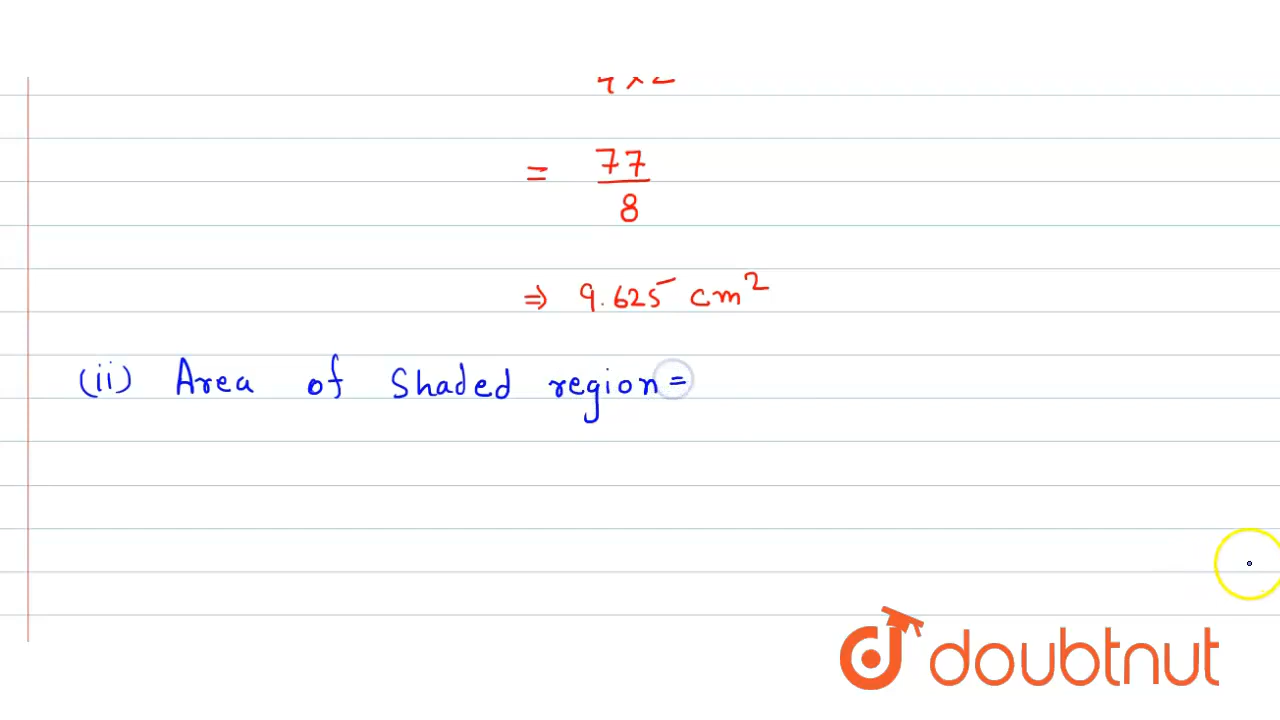 = 77
8
⇒ 9.625 cm²
(ii) Area of Shaded region =
doubtnut